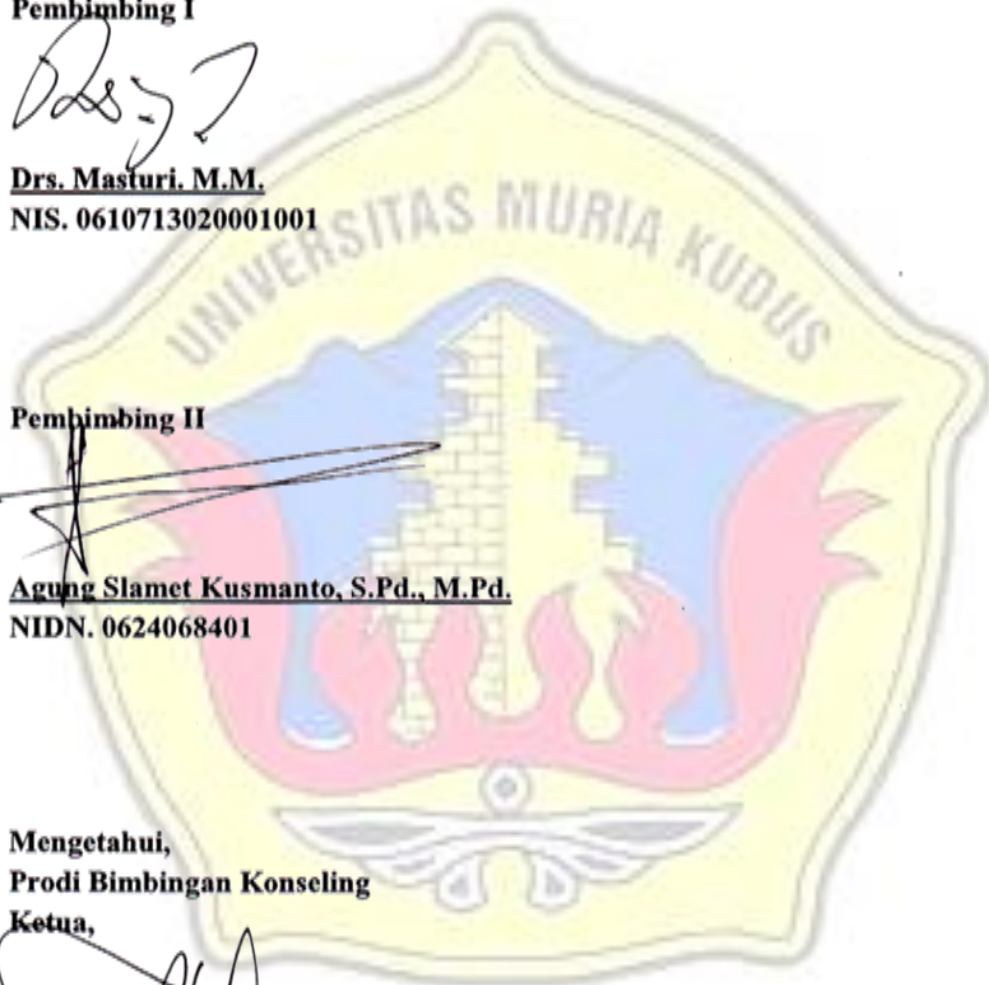 Pembimbing I
Drs. Masturi. M.M.
NIS. 0610713020001001
UNIVERSITAS MURIA KUDUS
Pembimbing II
Agung Slamet Kusmanto, S.Pd., M.Pd.
NIDN. 0624068401
Mengetahui,
Prodi Bimbingan Konseling
Ketua,